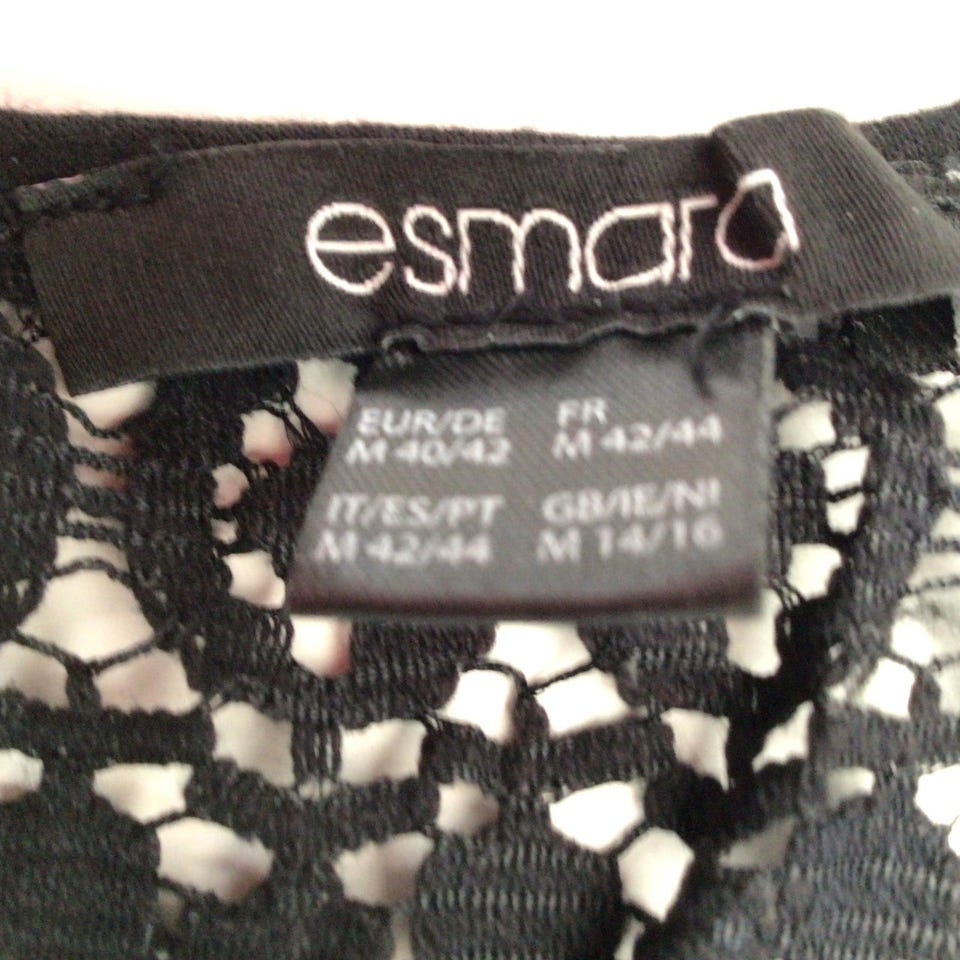 esmara
EUR/DE FR
M 40/42 M 42/44
IT/ES/PT GB/IE/NI
M 42/44 M 14/16